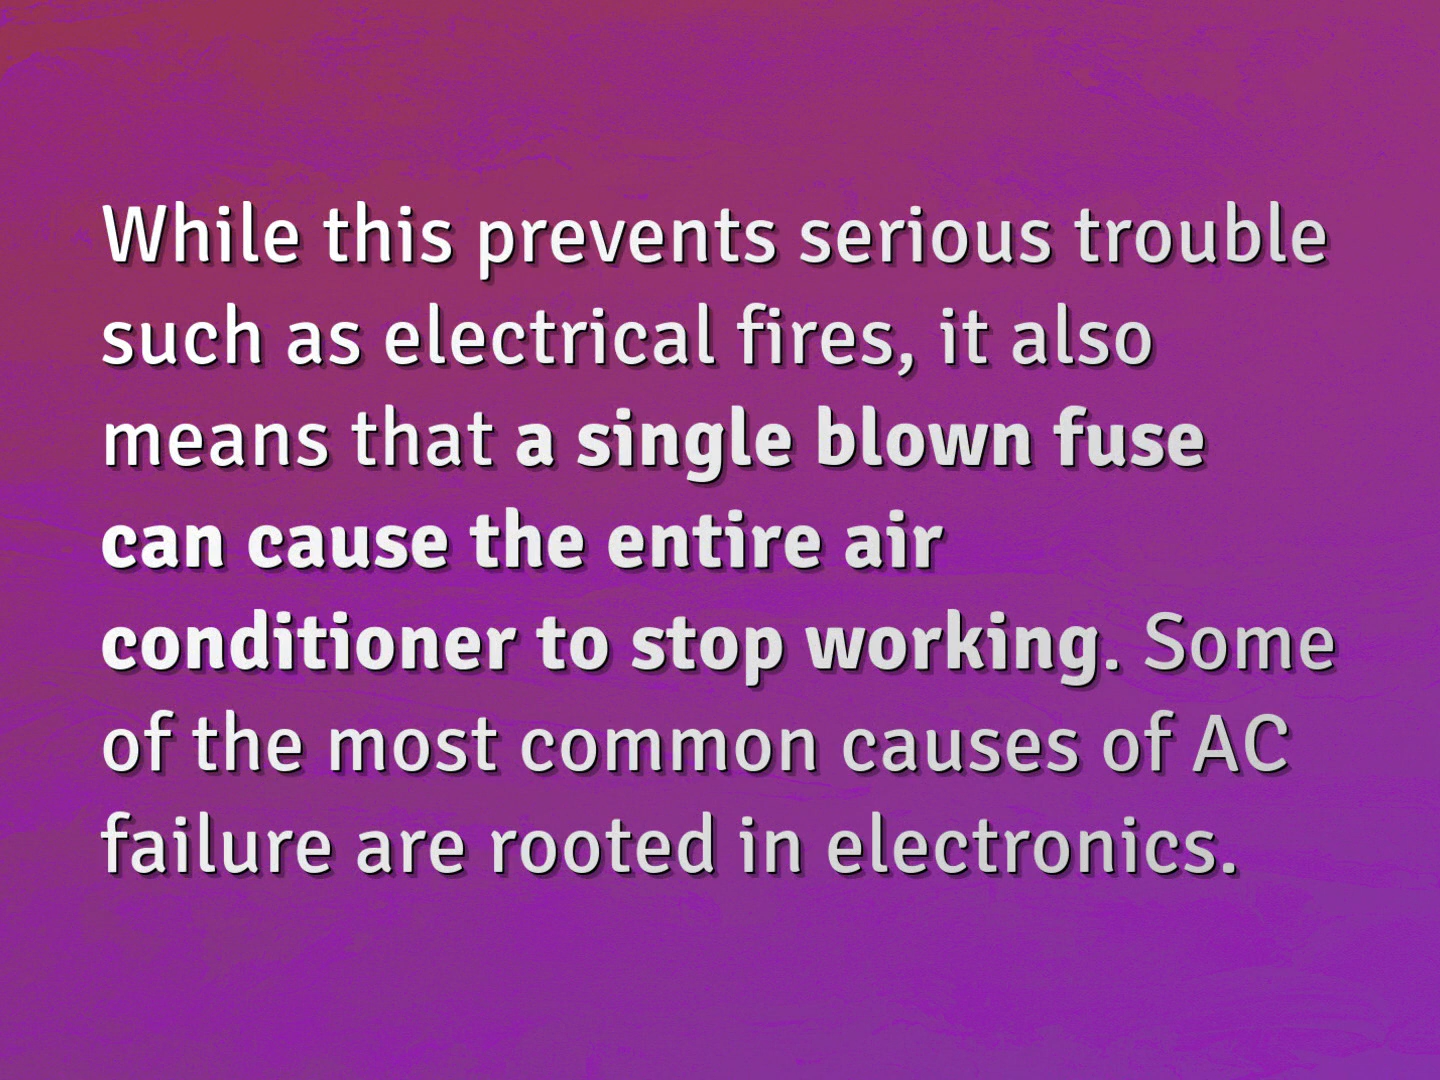 While this prevents serious trouble
such as electrical fires, it also
means that a single blown fuse
can cause the entire air
conditioner to stop working. Some
of the most common causes of AC
failure are rooted in electronics.